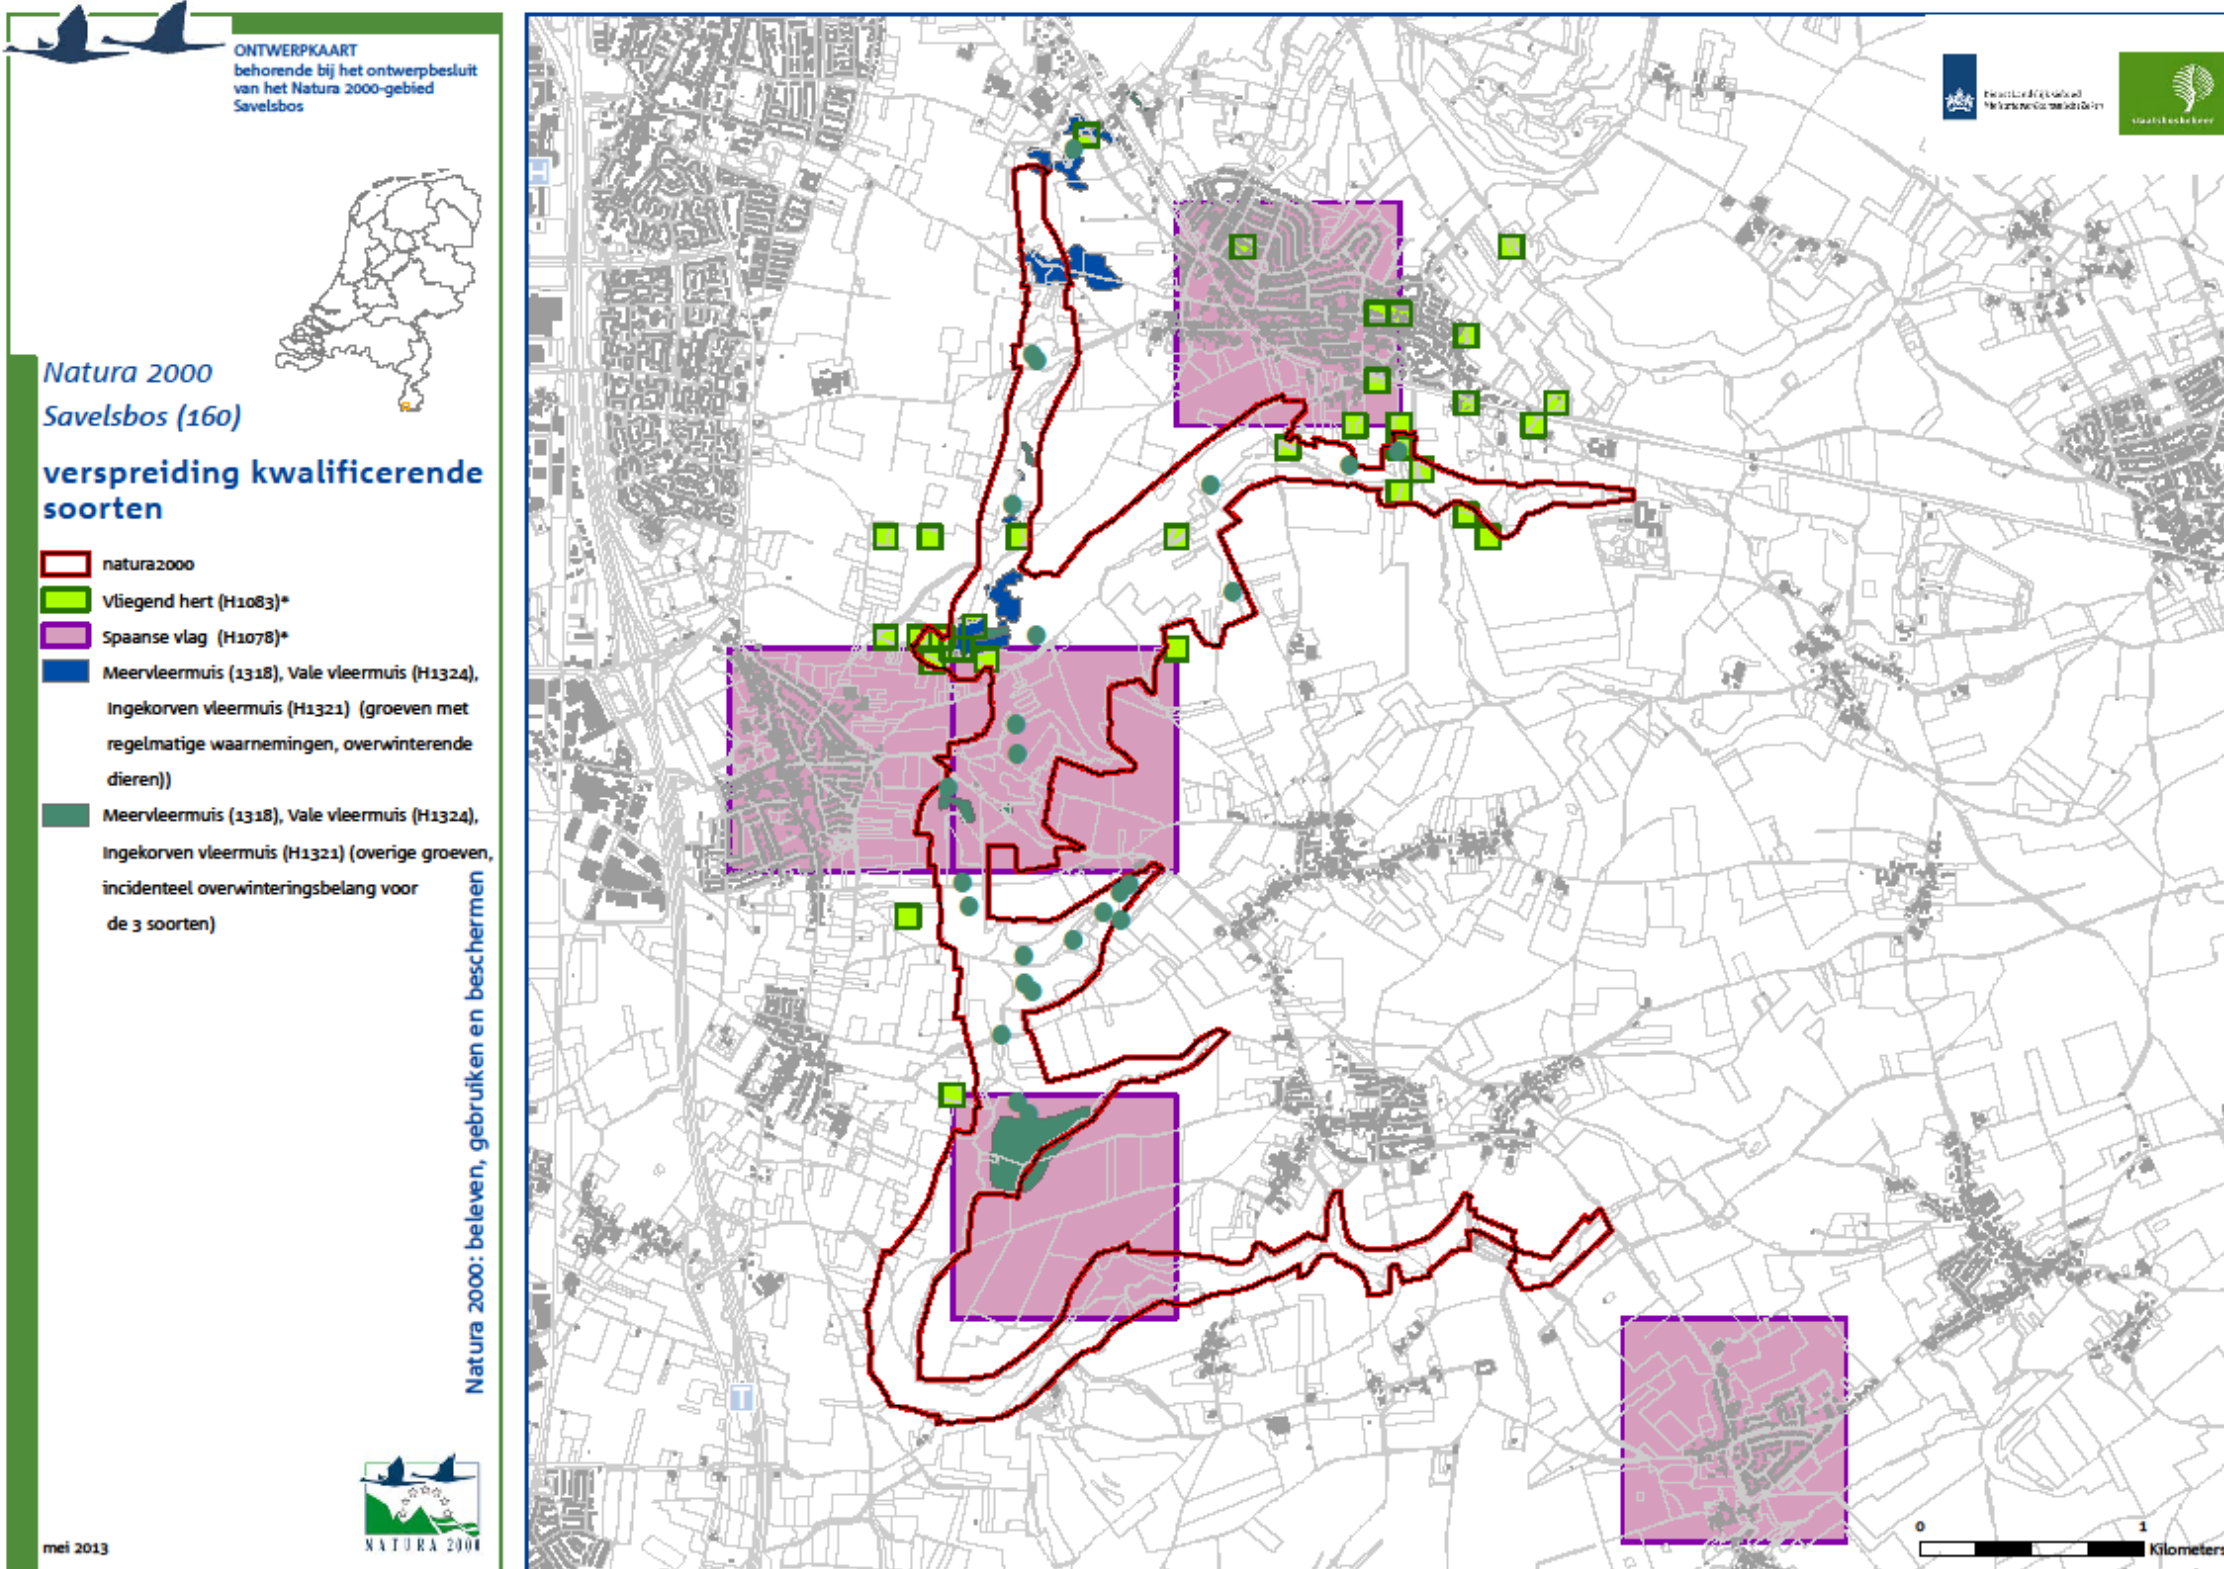 ONTWERPKAART
behorende bij het ontwerpbesluit
van het Natura 2000-gebied
Savelsbos
Natura 2000
Savelsbos (160)
verspreiding kwalificerende
soorten
natura2000
Vliegend hert (H1083)*
Spaanse vlag (H1078)*
Meervleermuis (1318), Vale vleermuis (H1324),
Ingekorven vleermuis (H1321) (groeven met
regelmatige waarnemingen, overwinterende
dieren))
Meervleermuis (1318), Vale vleermuis (H1324),
Ingekorven vleermuis (H1321) (overige groeven,
incidenteel overwinteringsbelang voor
de 3 soorten)
Natura 2000: beleven, gebruiken en beschermen
mei 2013
NATURA 2000
H
T
staatsbosbeheer
0 1
Kilometers